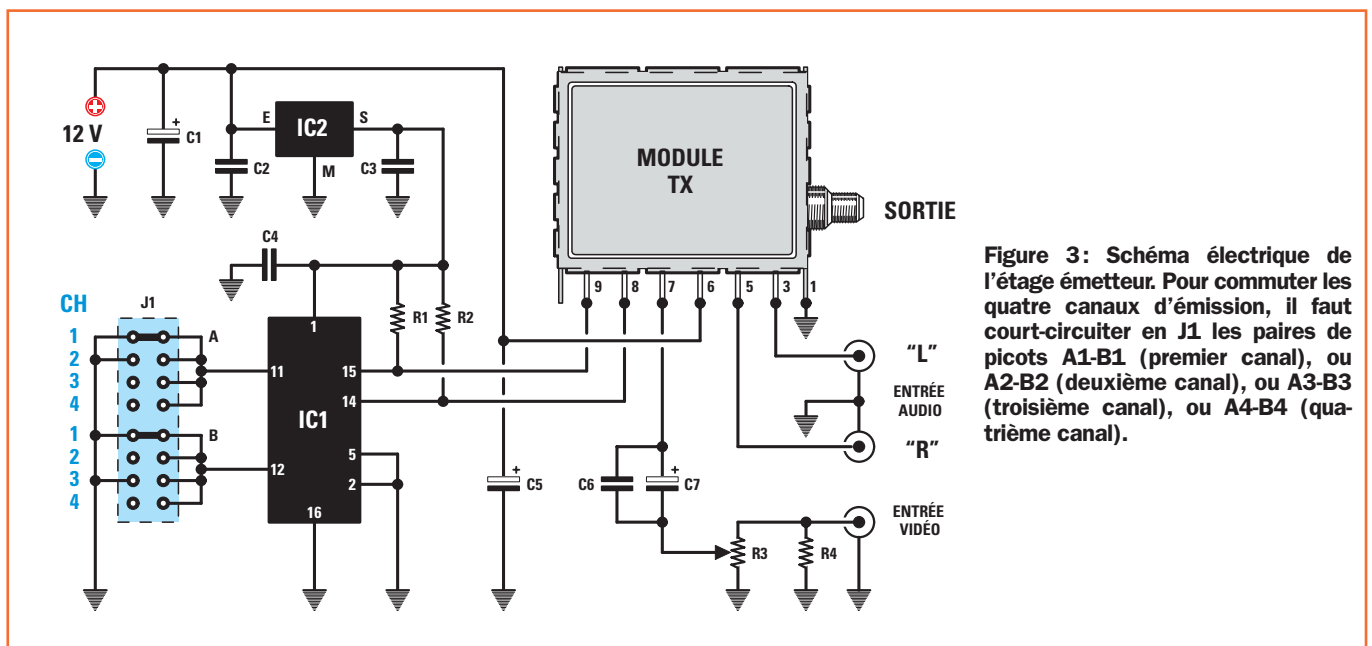 12 V
C1
E
IC2
S
M
C2
C3
C4
MODULE
TX
SORTIE
9
8
7
6
5
3
1
CH
J1
1
2
3
4
A
1
2
3
4
B
1
11
12
15
14
IC1
5
2
16
R1
R2
+
+
+
C5
C6
C7
R3
R4
"L"
ENTRÉE
AUDIO
"R"
ENTRÉE
VIDÉO
Figure 3: Schéma électrique de
l'étage émetteur. Pour commuter les
quatre canaux d'émission, il faut
court-circuiter en J1 les paires de
picots A1-B1 (premier canal), ou
A2-B2 (deuxième canal), ou A3-B3
(troisième canal), ou A4-B4 (qua-
trième canal).